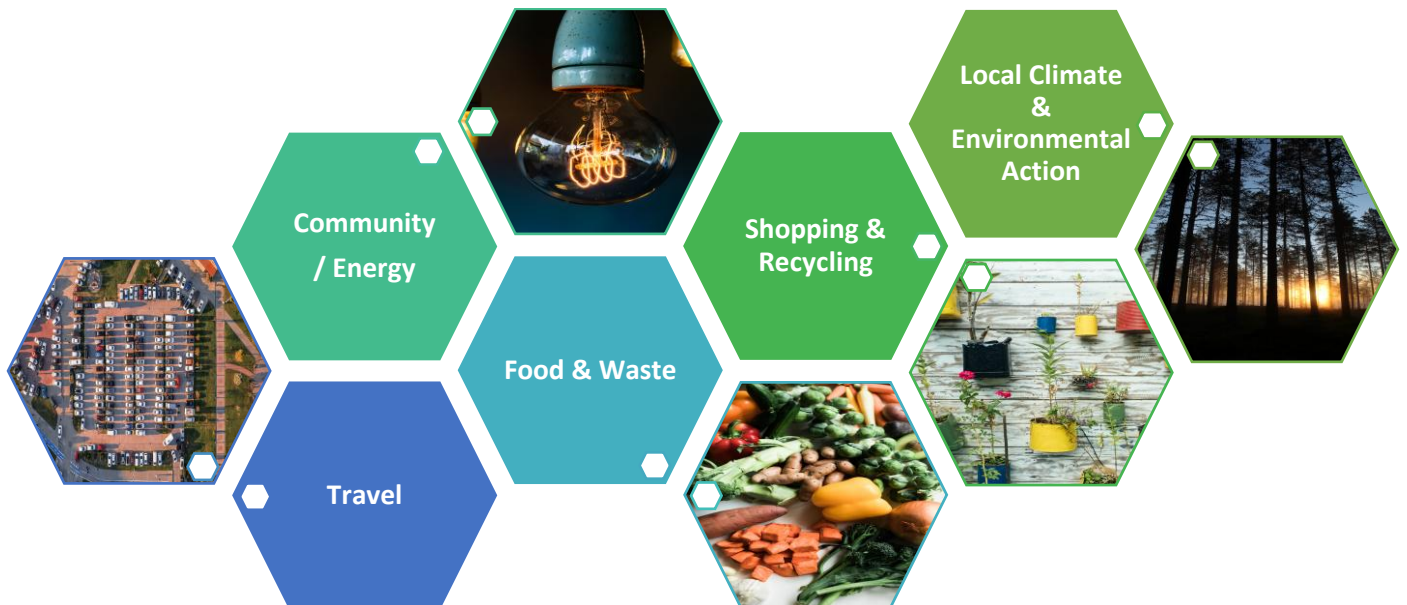 Community
/ Energy
Travel
Food & Waste
Shopping &
Recycling
Local Climate
&
Environmental
Action